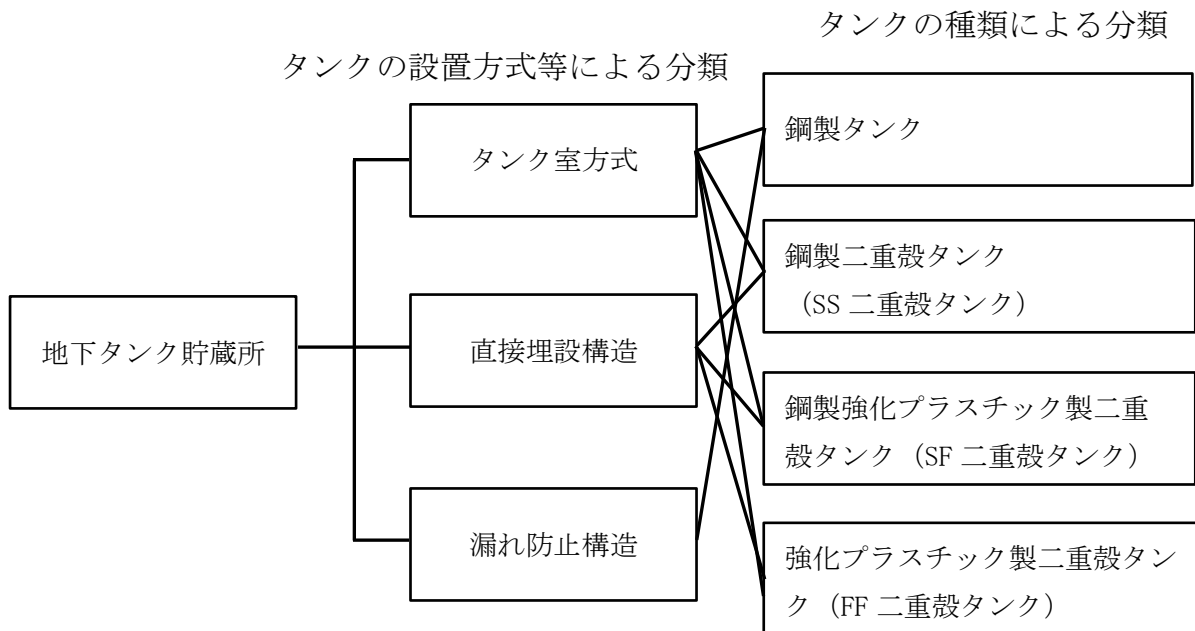 タンクの種類による分類
タンクの設置方式等による分類
タンク室方式
鋼製タンク
鋼製二重殻タンク
（SS 二重殻タンク）
地下タンク貯蔵所
直接埋設構造
鋼製強化プラスチック製二重
殻タンク（SF 二重殻タンク）
漏れ防止構造
強化プラスチック製二重殻タン
ク（FF 二重殻タンク）